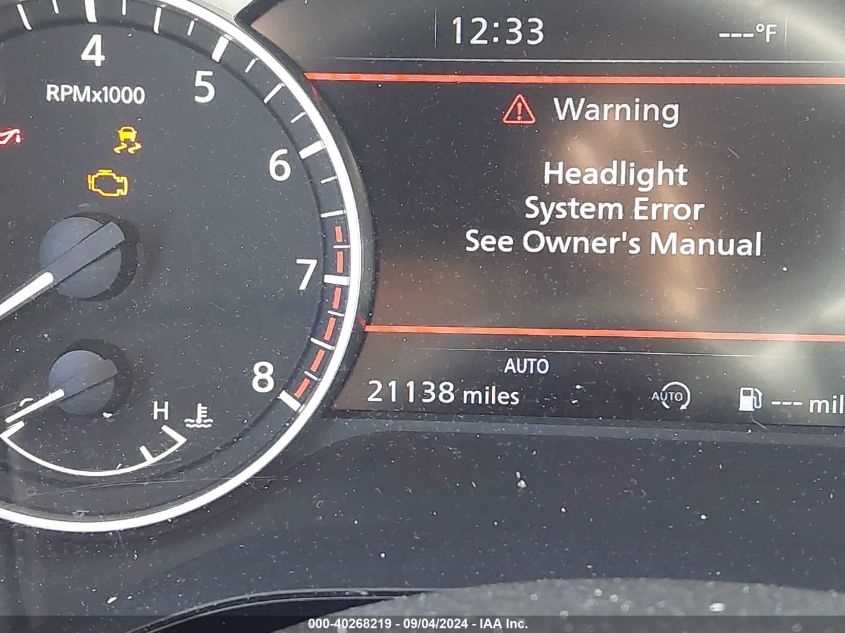 12:33 ---°F
4
5
RPMx1000
6
7
8
H
Warning
Headlight
System Error
See Owner's Manual
AUTO
21138 miles
AUTO
--- mil
000-40268219 - 09/04/2024 - IAA Inc.